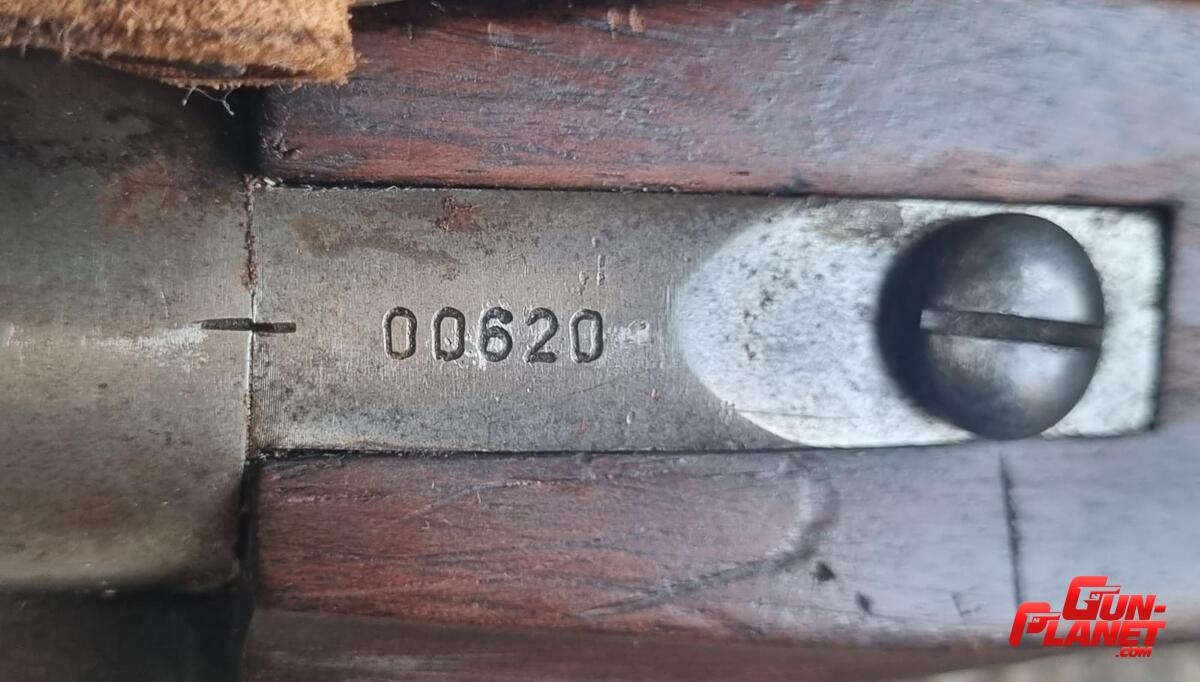 00620
GUN-
PLANET
.COM